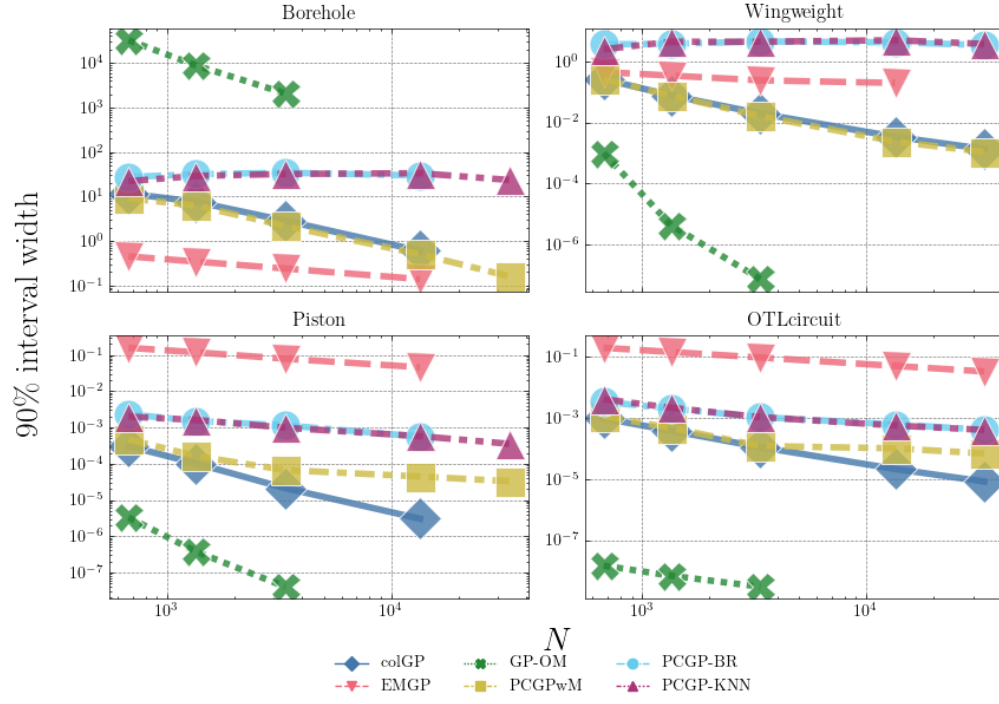 Borehole
Wingweight
10^4
10^3
10^2
10^1
10^0
10^-1
10^0
10^-2
10^-4
10^-6
90% interval width
Piston
OTLcircuit
10^-1
10^-2
10^-3
10^-4
10^-5
10^-6
10^-7
10^-1
10^-3
10^-5
10^-7
10^3
10^4
10^3
10^4
N
colGP
GP-OM
PCGP-BR
EMGP
PCGPwM
PCGP-KNN